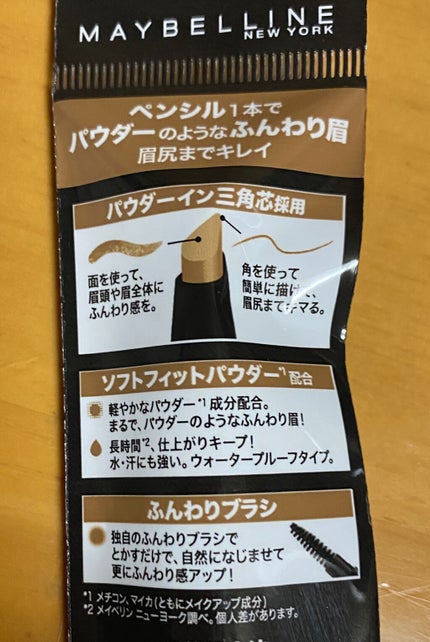 MAYBELLINE
NEW YORK
ペンシル1本で
パウダーのようなふんわり眉
眉尻までキレイ
パウダーイン三角芯採用
面を使って、
眉頭や眉全体に
ふんわり感を。
角を使って
簡単に描けて、
眉尻までキマる。
ソフトフィットパウダー*1配合
軽やかなパウダー*1成分配合。
まるで、パウダーのようなふんわり眉!
長時間*2、仕上がりキープ!
水・汗にも強い。ウォータープルーフタイプ。
ふんわりブラシ
独自のふんわりブラシで
とかすだけで、自然になじませて
更にふんわり感アップ!
*1 メチコン、マイカ(ともにメイクアップ成分)
*2 メイベリン ニューヨーク調べ。個人差があります。